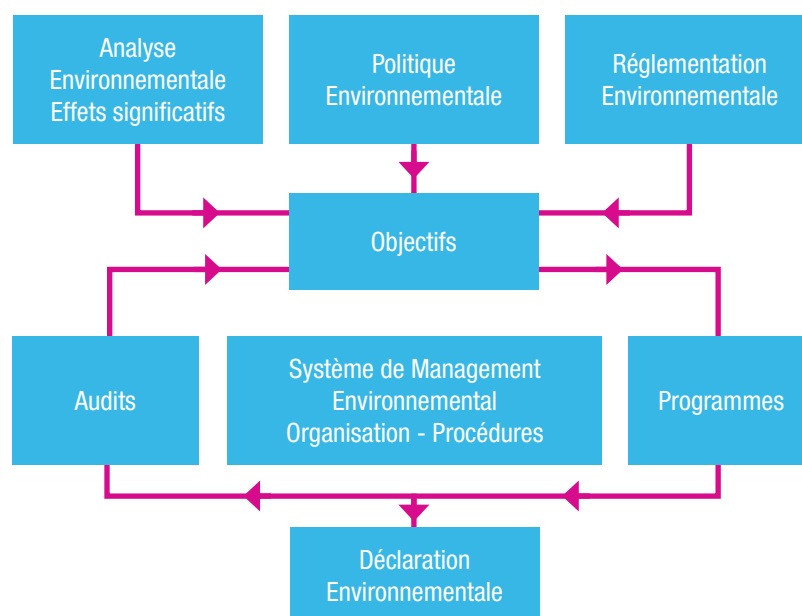 Analyse
Environnementale
Effets significatifs
Politique
Environnementale
Réglementation
Environnementale
Objectifs
Audits
Système de Management
Environnemental
Organisation - Procédures
Programmes
Déclaration
Environnementale